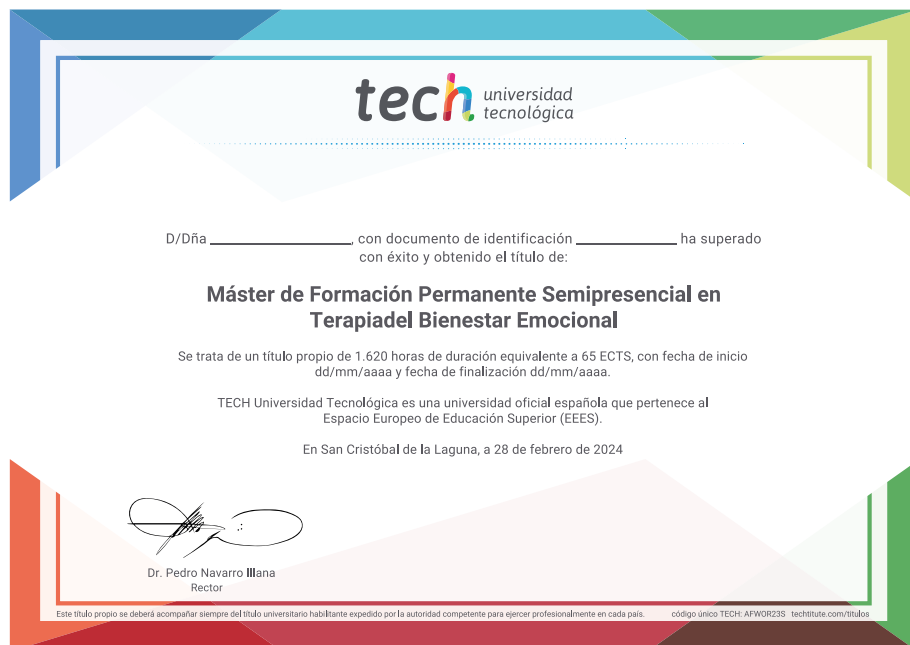 tech universidad
tecnológica
D/Dña ________________, con documento de identificación ____________ ha superado
con éxito y obtenido el título de:
Máster de Formación Permanente Semipresencial en
Terapiadel Bienestar Emocional
Se trata de un título propio de 1.620 horas de duración equivalente a 65 ECTS, con fecha de inicio
dd/mm/aaaa y fecha de finalización dd/mm/aaaa.
TECH Universidad Tecnológica es una universidad oficial española que pertenece al
Espacio Europeo de Educación Superior (EEES).
En San Cristóbal de la Laguna, a 28 de febrero de 2024
Dr. Pedro Navarro Illana
Rector
Este título propio se deberá acompañar siempre del título universitario habilitante expedido por la autoridad competente para ejercer profesionalmente en cada país. código único TECH: AFWOR23S techtitute.com/titulos